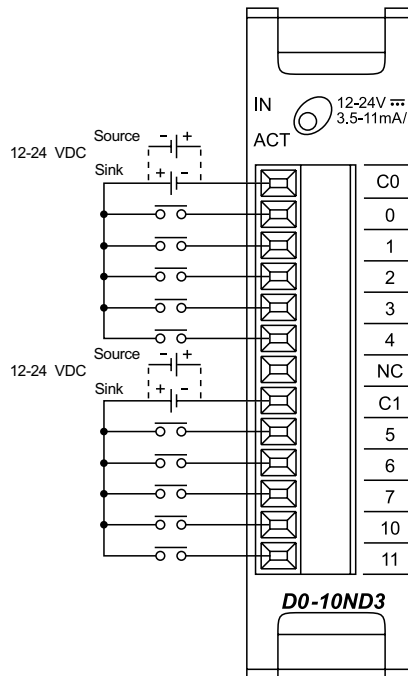 IN
12-24V ⎓
3.5-11mA/
ACT
Source - +
12-24 VDC
Sink + -
C0
0
1
2
3
4
Source - +
12-24 VDC
NC
Sink + -
C1
5
6
7
10
11
D0-10ND3